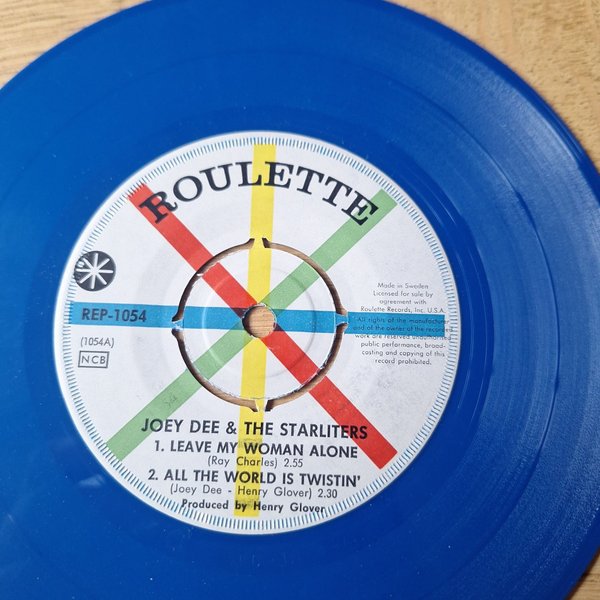 ROULETTE
REP-1054
(1054A)
NCB
Made in Sweden
Licensed for sale by
agreement with
Roulette Records, Inc. U.S.A.
All rights of the manufacturer
and of the owner of the recorded
work are reserved unauthorised
public performance, broad-
casting and copying of this
record prohibited.
JOEY DEE & THE STARLITERS
1. LEAVE MY WOMAN ALONE
(Ray Charles) 2.55
2. ALL THE WORLD IS TWISTIN'
(Joey Dee - Henry Glover) 2.30
Produced by Henry Glover